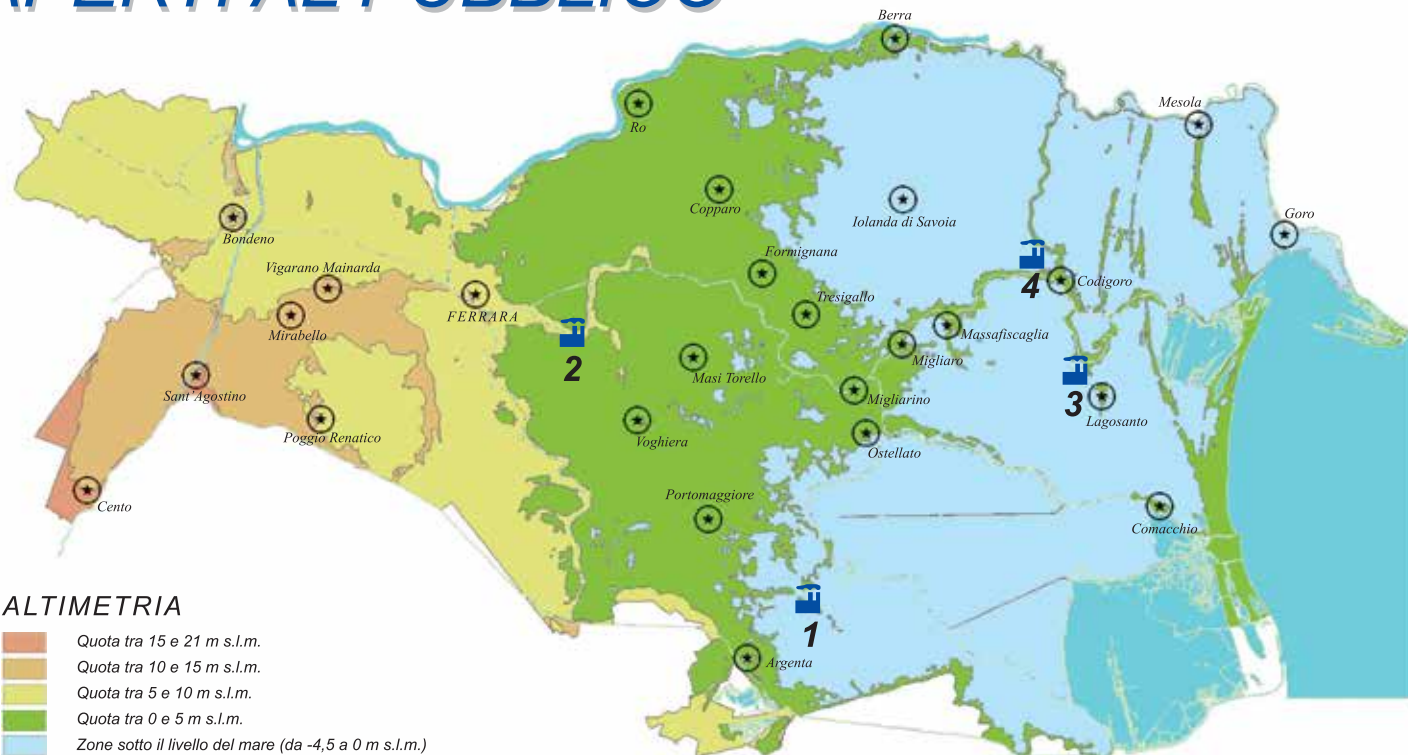 APERTI AL PUBBLICO
Berra
Mesola
Ro
Copparo
Iolanda di Savoia
Goro
Bondeno
Formignana
Vigarano Mainarda
4
Codigoro
Tresigallo
FERRARA
Mirabello
Massafiscaglia
Migliaro
2
Masi Torello
Sant'Agostino
Migliarino
3
Lagosanto
Poggio Renatico
Voghiera
Ostellato
Portomaggiore
Cento
Comacchio
1
Argenta
ALTIMETRIA
Quota tra 15 e 21 m s.l.m.
Quota tra 10 e 15 m s.l.m.
Quota tra 5 e 10 m s.l.m.
Quota tra 0 e 5 m s.l.m.
Zone sotto il livello del mare (da -4,5 a 0 m s.l.m.)